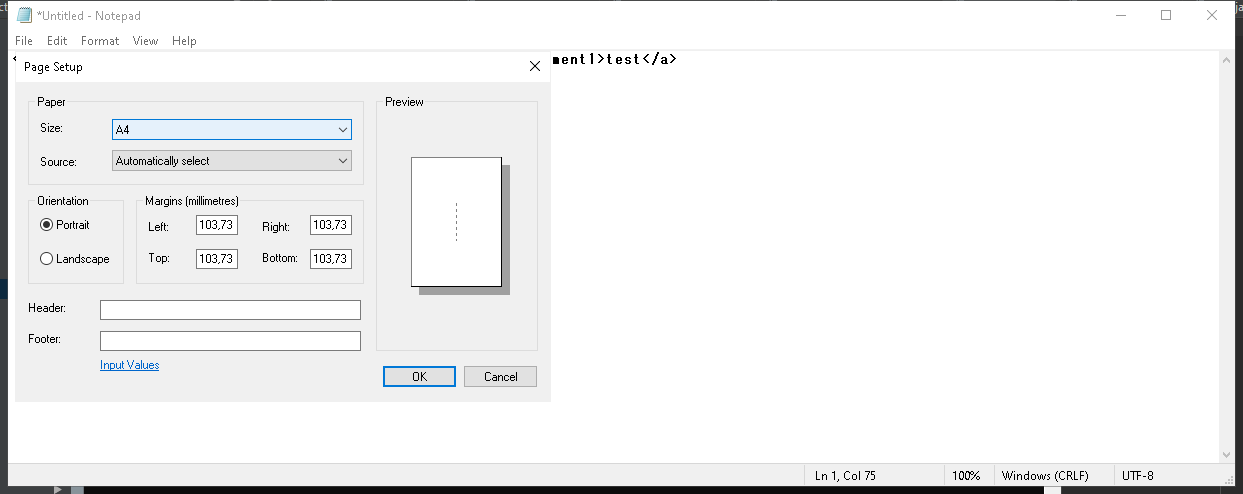 *Untitled - Notepad
File Edit Format View Help
ment1>test</a>
Page Setup
Paper
Size: A4
Source: Automatically select
Orientation
Portrait
Landscape
Margins (millimetres)
Left: 103,73 Right: 103,73
Top: 103,73 Bottom: 103,73
Preview
Header:
Footer:
Input Values
OK Cancel
Ln 1, Col 75 100% Windows (CRLF) UTF-8